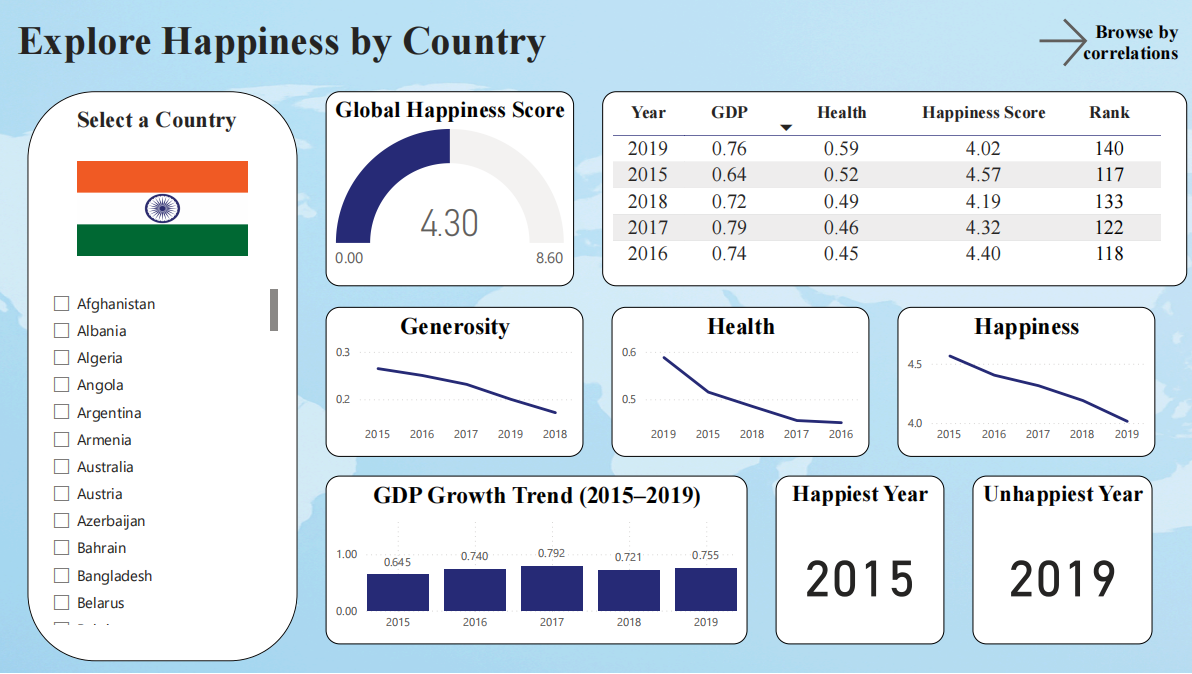 Explore Happiness by Country
Browse by
correlations
Select a Country
Afghanistan
Albania
Algeria
Angola
Argentina
Armenia
Australia
Austria
Azerbaijan
Bahrain
Bangladesh
Belarus
Global Happiness Score
4.30
0.00 8.60
Year GDP Health Happiness Score Rank
2019 0.76 0.59 4.02 140
2015 0.64 0.52 4.57 117
2018 0.72 0.49 4.19 133
2017 0.79 0.46 4.32 122
2016 0.74 0.45 4.40 118
Generosity
0.3
0.2
2015 2016 2017 2019 2018
Health
0.6
0.5
2019 2015 2018 2017 2016
Happiness
4.5
4.0
2015 2016 2017 2018 2019
GDP Growth Trend (2015–2019)
1.00
0.00
0.645 0.740 0.792 0.721 0.755
2015 2016 2017 2018 2019
Happiest Year
2015
Unhappiest Year
2019